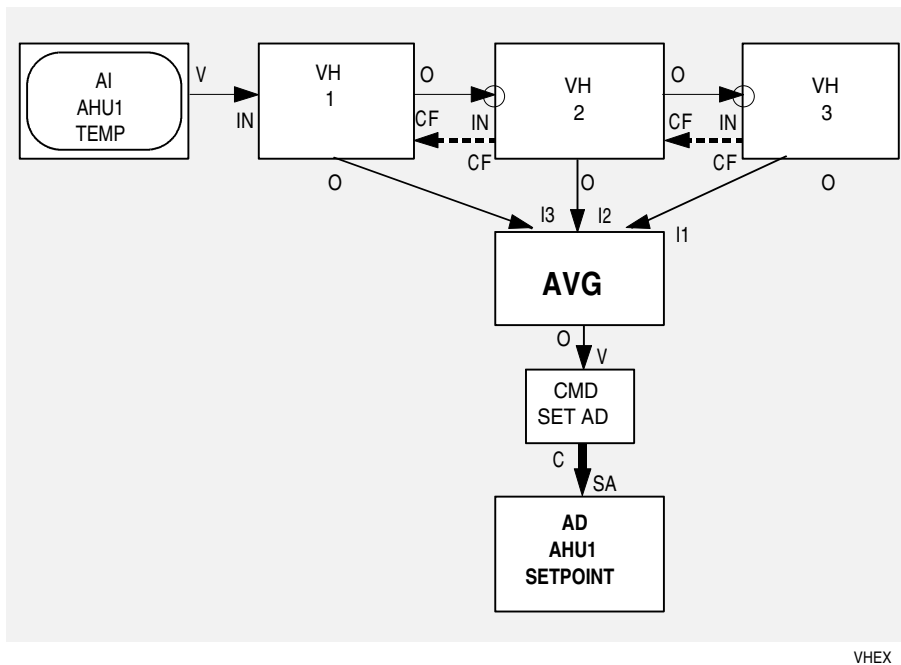 AI
AHU1
TEMP
V
IN
VH
1
O
CF
IN
CF
VH
2
O
CF
IN
CF
VH
3
O
O
O
I3
I2
I1
AVG
O
V
CMD
SET AD
C
SA
AD
AHU1
SETPOINT
VHEX